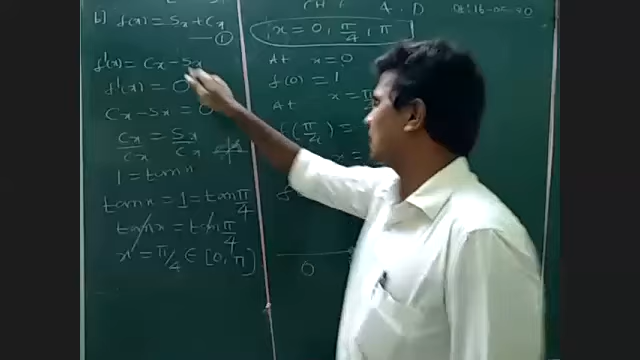 b) f(x) = Sx + Cx
— ①
f'(x) = Cx - Sx
f'(x) = 0
Cx - Sx = 0
Cx/Cx = Sx/Cx
1 = tan x
tan x = 1 = tan π/4
tan x = tan π/4
x = π/4 ∈ [0, π]
x = 0, π/4, π
At x = 0
f(0) = 1
At x =
f(π/4) =
0